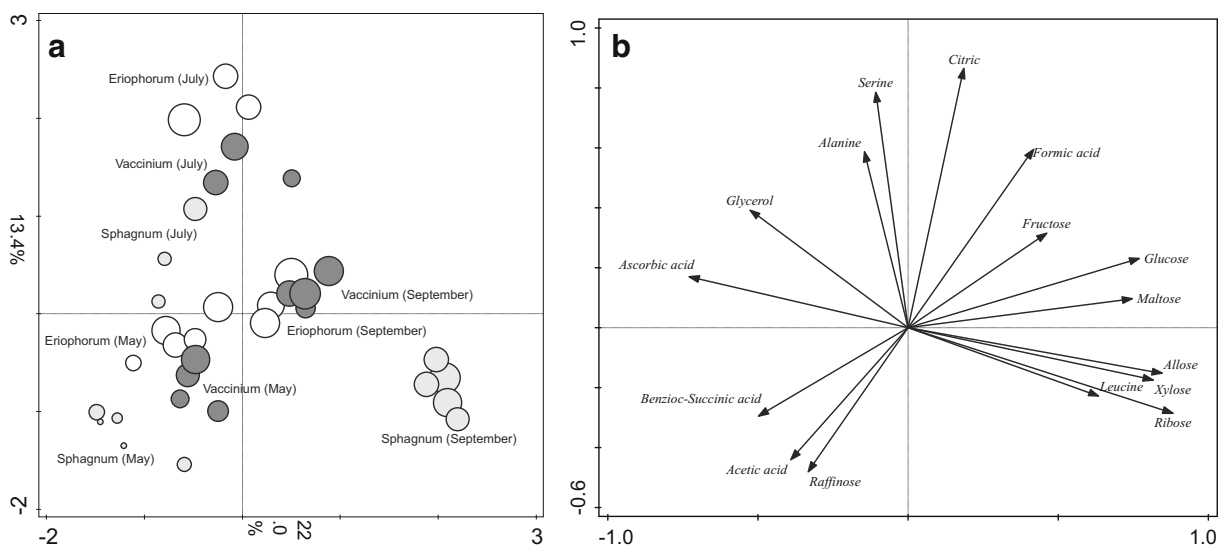 a
3
Eriophorum (July)
Vaccinium (July)
Sphagnum (July)
13.4%
Vaccinium (September)
Eriophorum (September)
Eriophorum (May)
Vaccinium (May)
Sphagnum (September)
Sphagnum (May)
-2
-2
22
.0
%
3
b
1.0
Citric
Serine
Alanine
Formic acid
Glycerol
Fructose
Ascorbic acid
Glucose
Maltose
Allose
Leucine
Xylose
Benzioc-Succinic acid
Ribose
Acetic acid
Raffinose
-0.6
-1.0
1.0